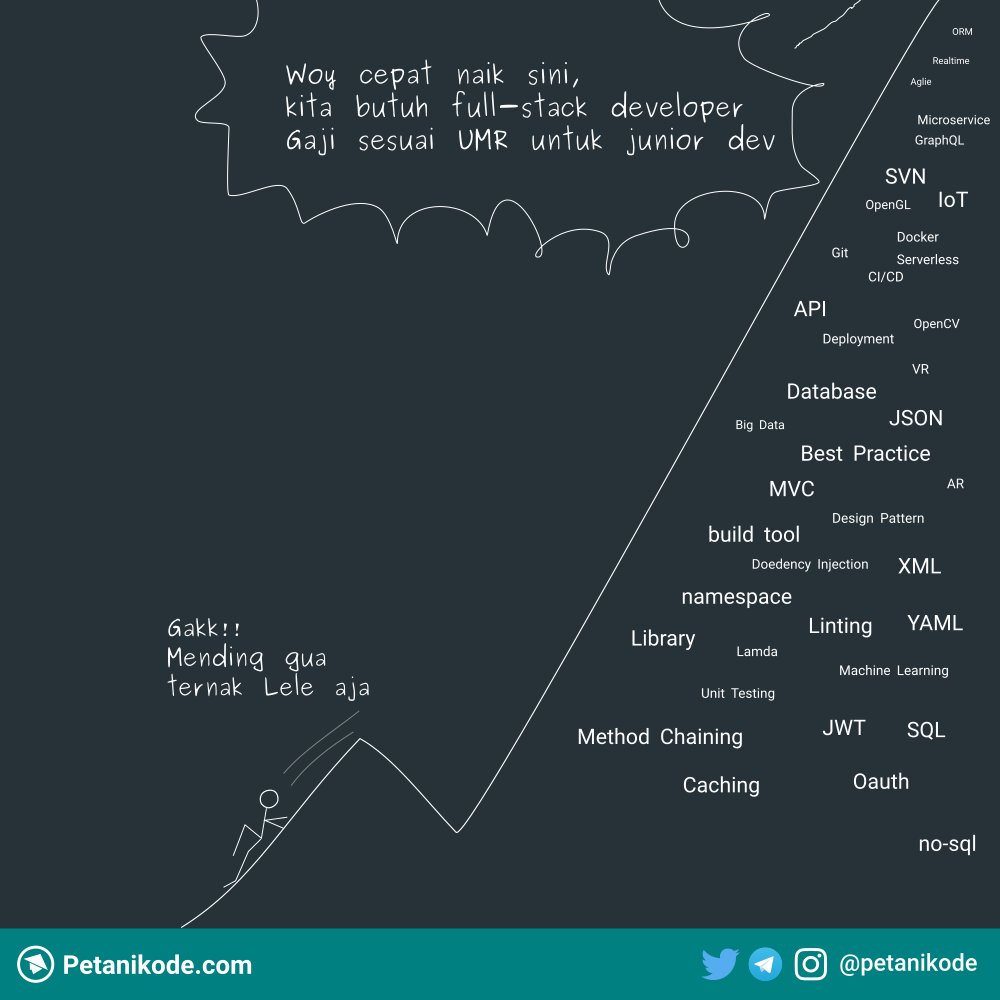 Woy cepat naik sini,
kita butuh full-stack developer
Gaji sesuai UMR untuk junior dev
ORM
Realtime
Aglie
Microservice
GraphQL
SVN
IoT
OpenGL
Docker
Git
Serverless
CI/CD
API
OpenCV
Deployment
VR
Database
JSON
Big Data
Best Practice
AR
MVC
Design Pattern
build tool
Doedency Injection
XML
namespace
Linting
YAML
Library
Lamda
Machine Learning
Unit Testing
Method Chaining
JWT
SQL
Caching
Oauth
no-sql
Gakk!!
Mending gua
ternak Lele aja
Petanikode.com
@petanikode